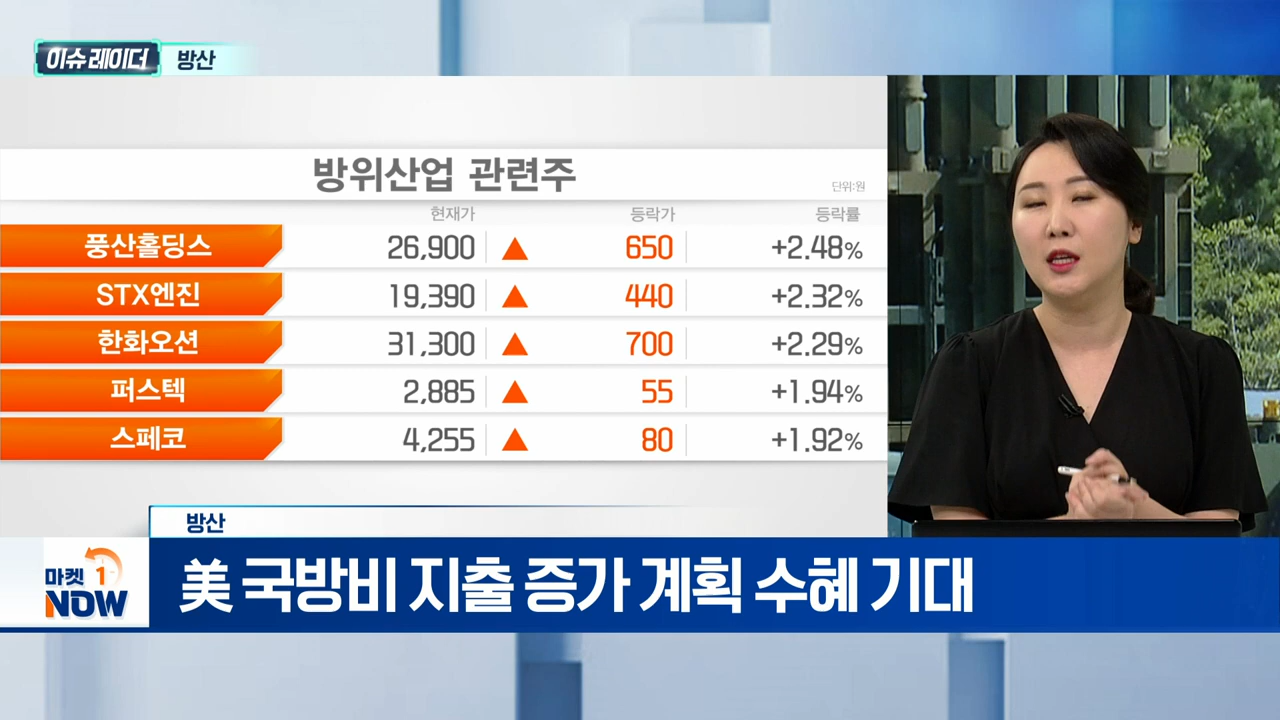 이슈레이더 방산
방위산업 관련주
단위:원
현재가 등락가 등락률
풍산홀딩스 26,900 ▲ 650 +2.48%
STX엔진 19,390 ▲ 440 +2.32%
한화오션 31,300 ▲ 700 +2.29%
퍼스텍 2,885 ▲ 55 +1.94%
스페코 4,255 ▲ 80 +1.92%
방산
마켓 1
NOW
美 국방비 지출 증가 계획 수혜 기대